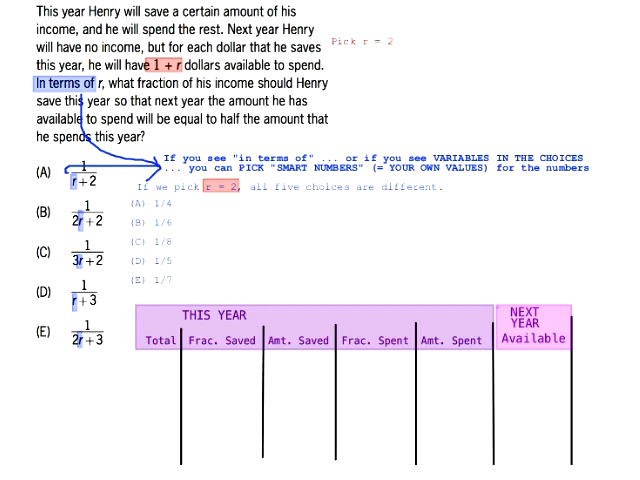 This year Henry will save a certain amount of his
income, and he will spend the rest. Next year Henry
will have no income, but for each dollar that he saves
Pick r = 2
this year, he will have 1 + r dollars available to spend.
In terms of r, what fraction of his income should Henry
save this year so that next year the amount he has
available to spend will be equal to half the amount that
he spends this year?
If you see "in terms of" ... or if you see VARIABLES IN THE CHOICES
... you can PICK "SMART NUMBERS" (= YOUR OWN VALUES) for the numbers
(A) 1/r+2
If we pick r = 2, all five choices are different.
(A) 1/4
(B) 1/2r+2
(B) 1/6
(C) 1/3r+2
(C) 1/8
(D) 1/5
(D) 1/r+3
(E) 1/7
(E) 1/2r+3
THIS YEAR
NEXT
YEAR
Total Frac. Saved Amt. Saved Frac. Spent Amt. Spent Available